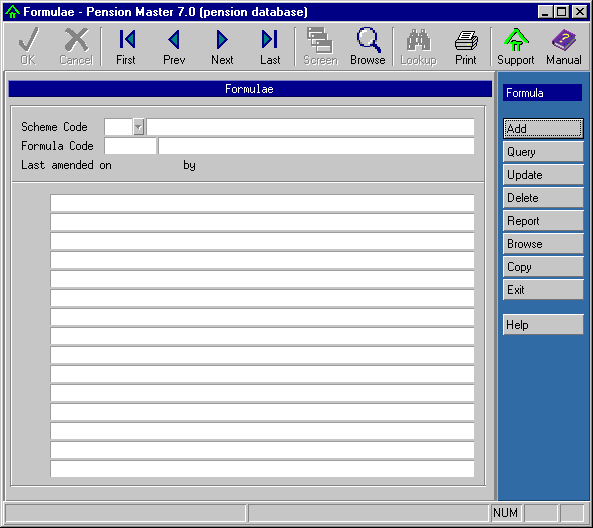 Formulae - Pension Master 7.0 (pension database)
OK Cancel First Prev Next Last Screen Browse Lookup Print Support Manual
Formulae
Scheme Code
Formula Code
Last amended on by
Formula
Add
Query
Update
Delete
Report
Browse
Copy
Exit
Help
NUM